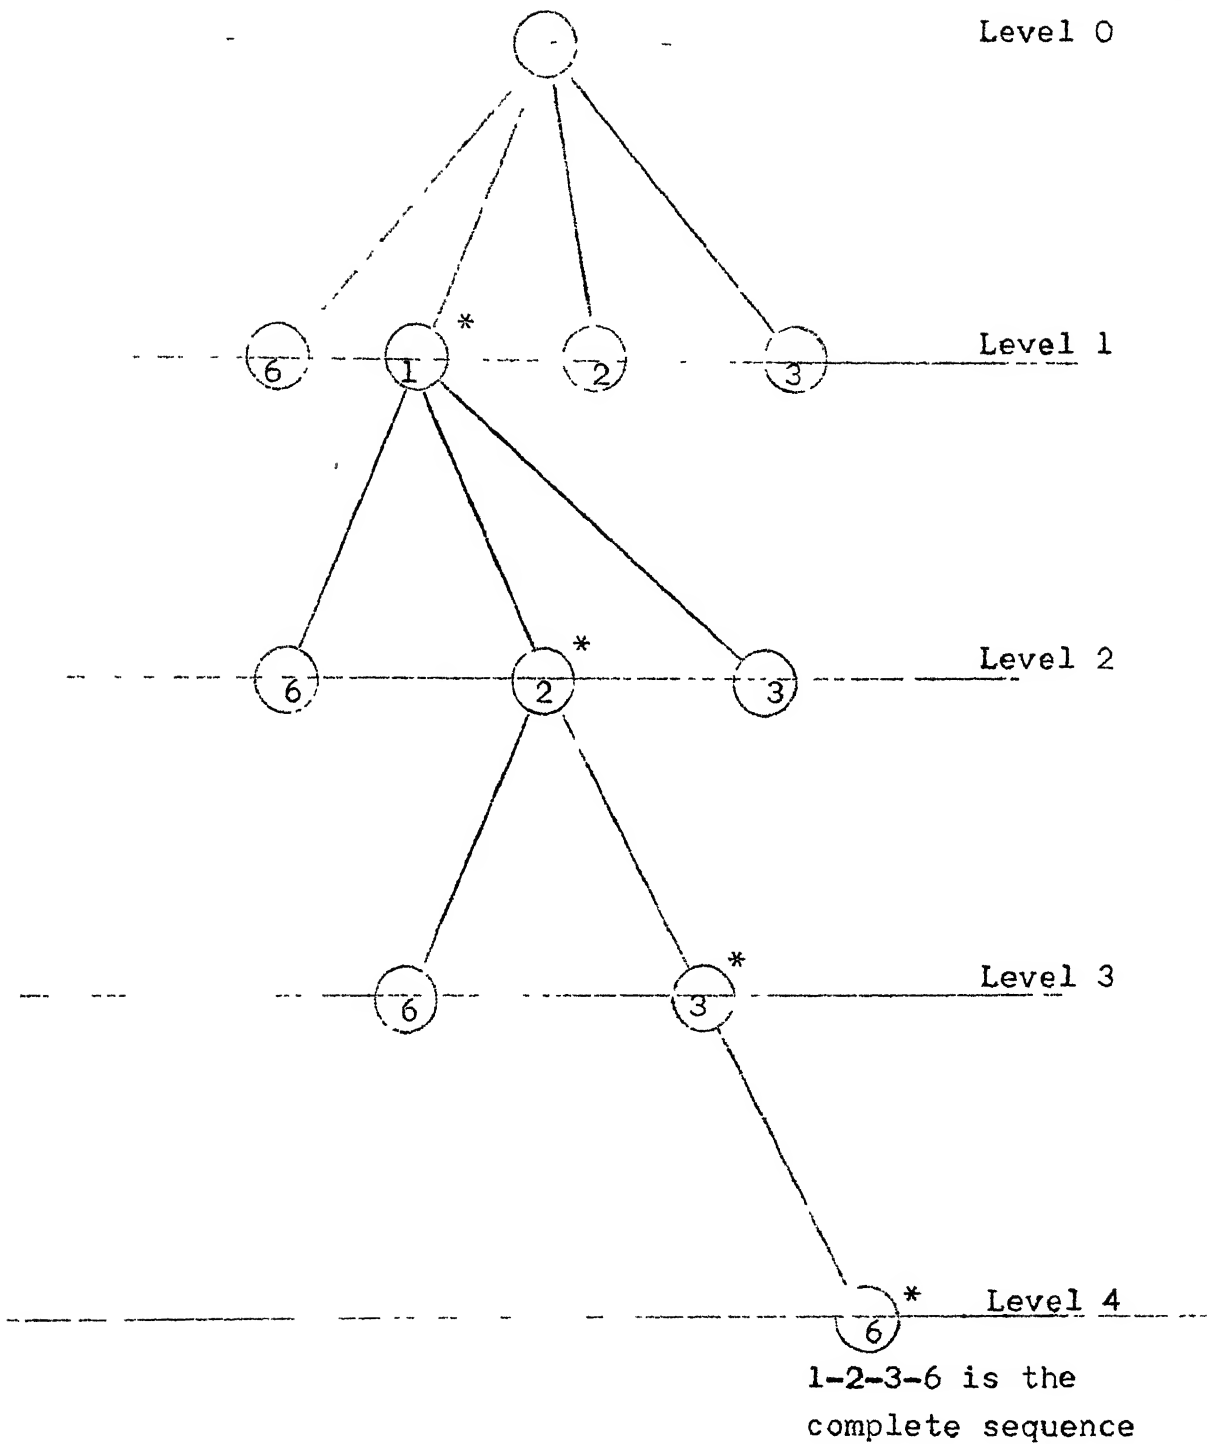 Level 0
*
Level 1
6 1 2 3
*
Level 2
6 2 3
*
Level 3
6 3
*
Level 4
6
1-2-3-6 is the
complete sequence